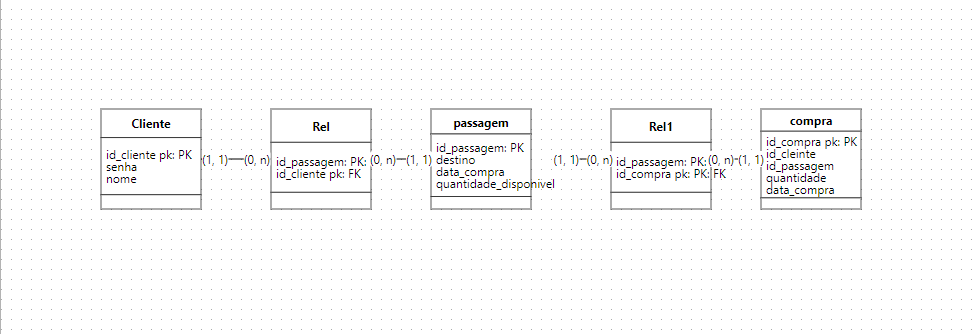 Cliente
id_cliente pk: PK
senha
nome
(1, 1)
(0, n)
Rel
id_passagem: PK:
id_cliente pk: FK
(0, n)
(1, 1)
passagem
id_passagem: PK
destino
data_compra
quantidade_disponivel
(1, 1)
(0, n)
Rel1
id_passagem: PK:
id_compra pk: PK: FK
(0, n)
(1, 1)
compra
id_compra pk: PK
id_cleinte
id_passagem
quantidade
data_compra